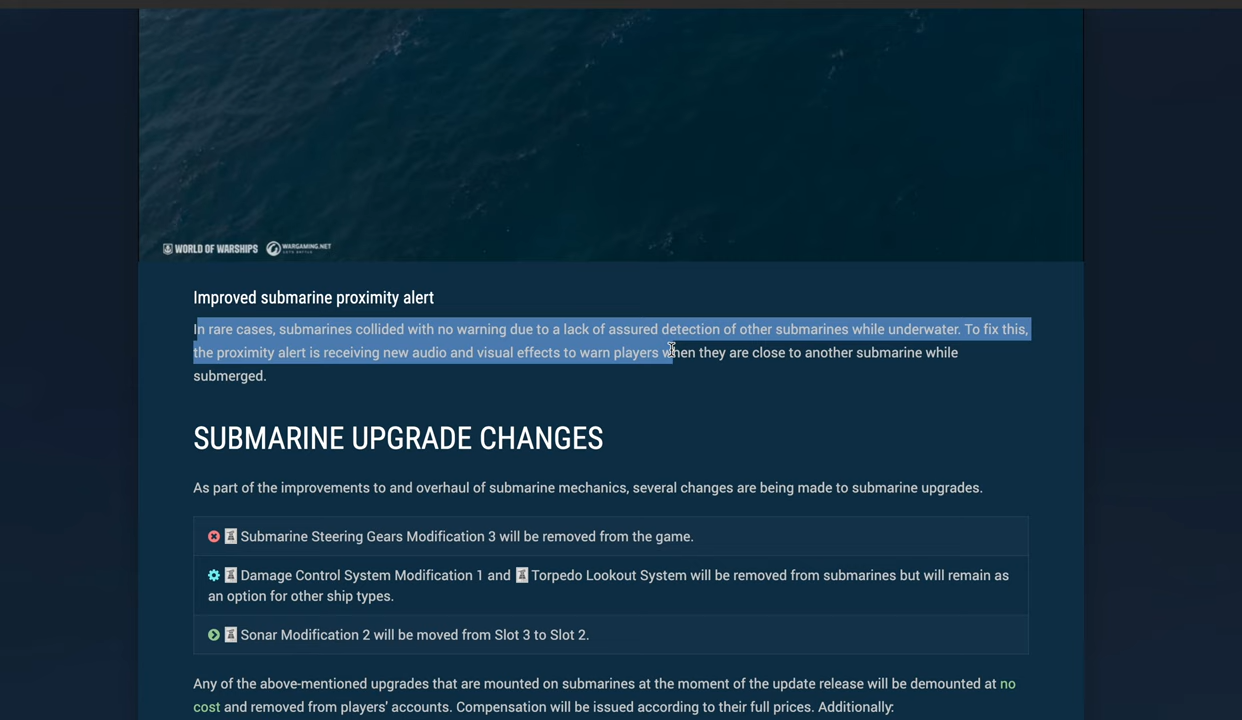 WORLD OF WARSHIPS WARGAMING.NET
LET'S BATTLE
Improved submarine proximity alert
In rare cases, submarines collided with no warning due to a lack of assured detection of other submarines while underwater. To fix this,
the proximity alert is receiving new audio and visual effects to warn players when they are close to another submarine while
submerged.
SUBMARINE UPGRADE CHANGES
As part of the improvements to and overhaul of submarine mechanics, several changes are being made to submarine upgrades.
Submarine Steering Gears Modification 3 will be removed from the game.
Damage Control System Modification 1 and Torpedo Lookout System will be removed from submarines but will remain as
an option for other ship types.
Sonar Modification 2 will be moved from Slot 3 to Slot 2.
Any of the above-mentioned upgrades that are mounted on submarines at the moment of the update release will be demounted at no
cost and removed from players' accounts. Compensation will be issued according to their full prices. Additionally: